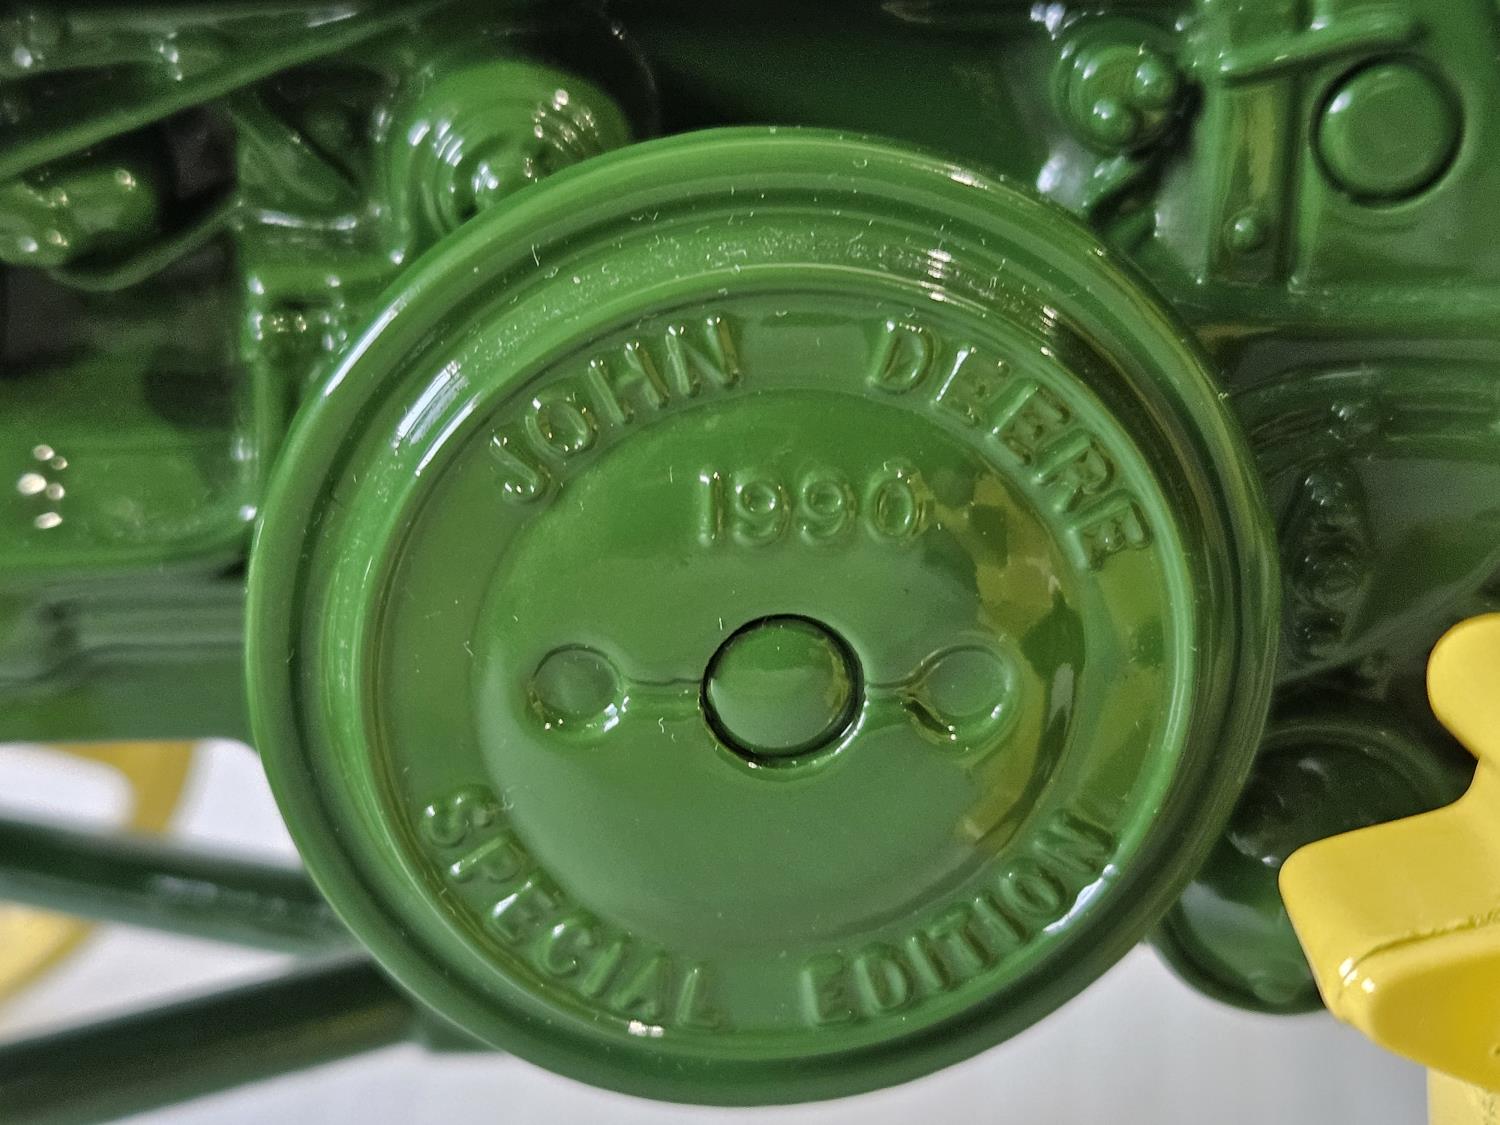 JOHN DEERE
1990
SPECIAL EDITION